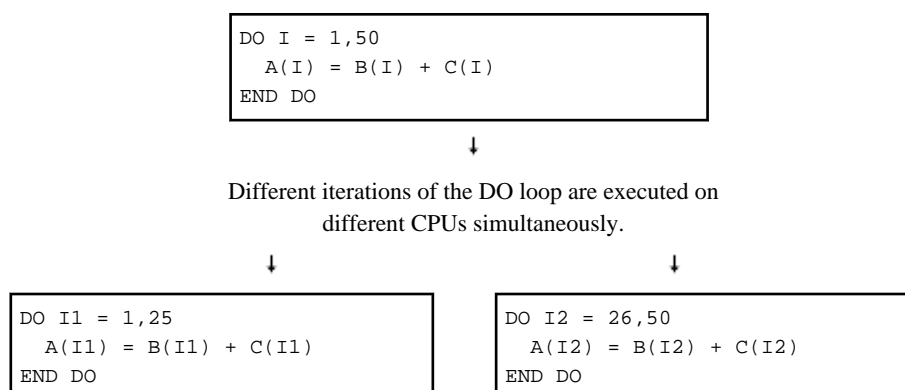 DO I = 1,50
A(I) = B(I) + C(I)
END DO
Different iterations of the DO loop are executed on
different CPUs simultaneously.
DO I1 = 1,25
A(I1) = B(I1) + C(I1)
END DO
DO I2 = 26,50
A(I2) = B(I2) + C(I2)
END DO